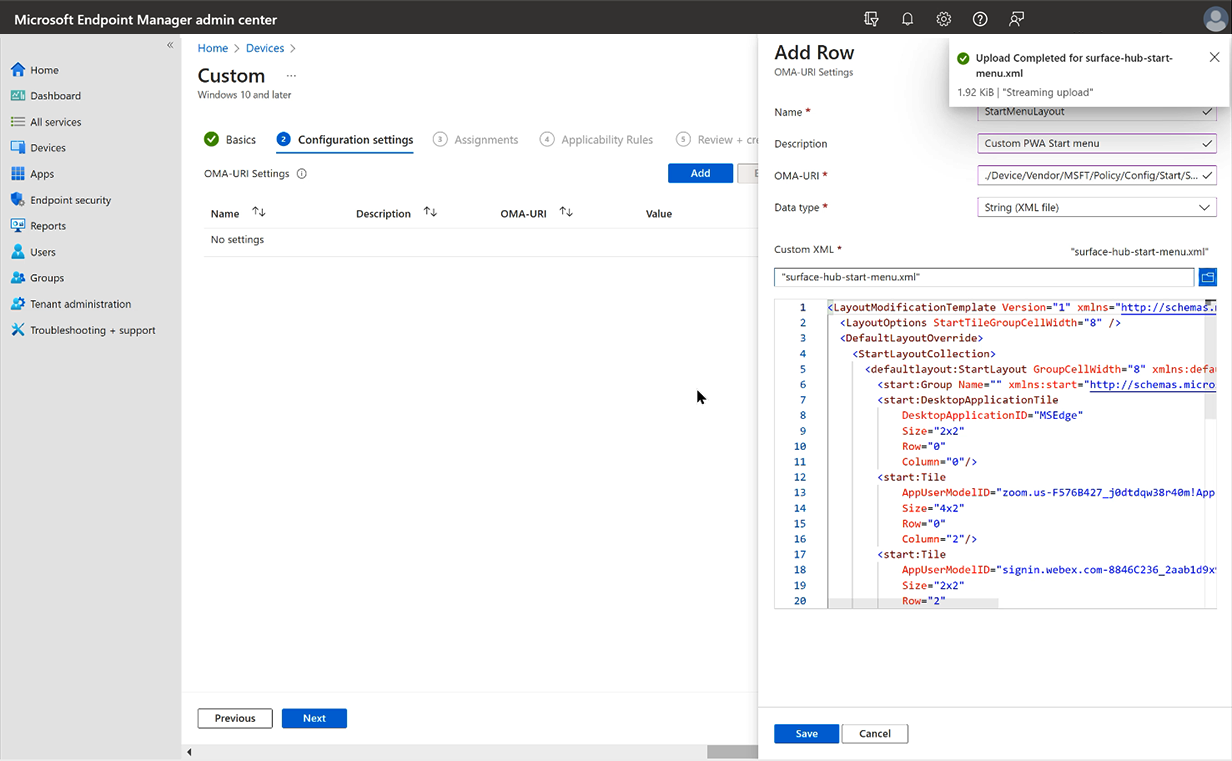 Microsoft Endpoint Manager admin center
«
Home
Dashboard
All services
Devices
Apps
Endpoint security
Reports
Users
Groups
Tenant administration
Troubleshooting + support
Home > Devices >
Custom ...
Windows 10 and later
Basics
2 Configuration settings
3 Assignments
4 Applicability Rules
5 Review + cre
OMA-URI Settings
Add
Name ↑↓ Description ↑↓ OMA-URI ↑↓ Value
No settings
Previous
Next
Add Row
OMA-URI Settings
Upload Completed for surface-hub-start-
menu.xml
1.92 KiB | "Streaming upload"
Name * StartMenuLayout
Description Custom PWA Start menu
OMA-URI * ./Device/Vendor/MSFT/Policy/Config/Start/S...
Data type * String (XML file)
Custom XML * "surface-hub-start-menu.xml"
"surface-hub-start-menu.xml"
1 <LayoutModificationTemplate Version="1" xmlns="http://schemas.
2 <LayoutOptions StartTileGroupCellWidth="8" />
3 <DefaultLayoutOverride>
4 <StartLayoutCollection>
5 <defaultlayout:StartLayout GroupCellWidth="8" xmlns:defa
6 <start:Group Name="" xmlns:start="http://schemas.micro
7 <start:DesktopApplicationTile
8 DesktopApplicationID="MSEdge"
9 Size="2x2"
10 Row="0"
11 Column="0"/>
12 <start:Tile
13 AppUserModelID="zoom.us-F576B427_j0dtdqw38r40m!App
14 Size="4x2"
15 Row="0"
16 Column="2"/>
17 <start:Tile
18 AppUserModelID="signin.webex.com-8846C236_2aab1d9x
19 Size="2x2"
20 Row="2"
Save
Cancel